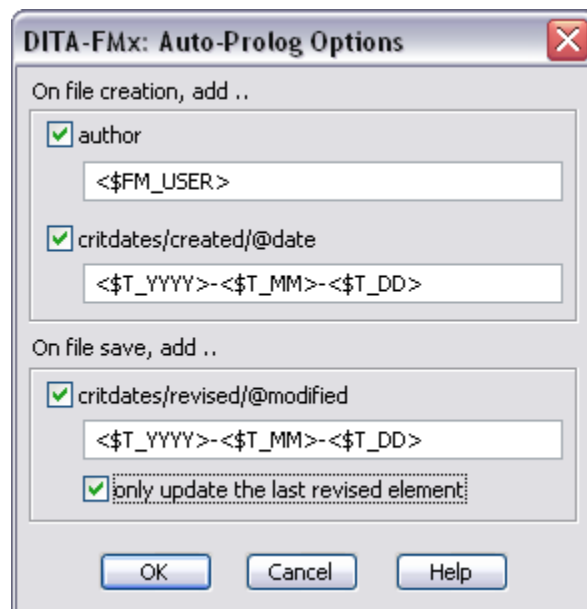 DITA-FMx: Auto-Prolog Options
On file creation, add ..
author
<$FM_USER>
critdates/created/@date
<$T_YYYY>-<$T_MM>-<$T_DD>
On file save, add ..
critdates/revised/@modified
<$T_YYYY>-<$T_MM>-<$T_DD>
only update the last revised element
OK Cancel Help